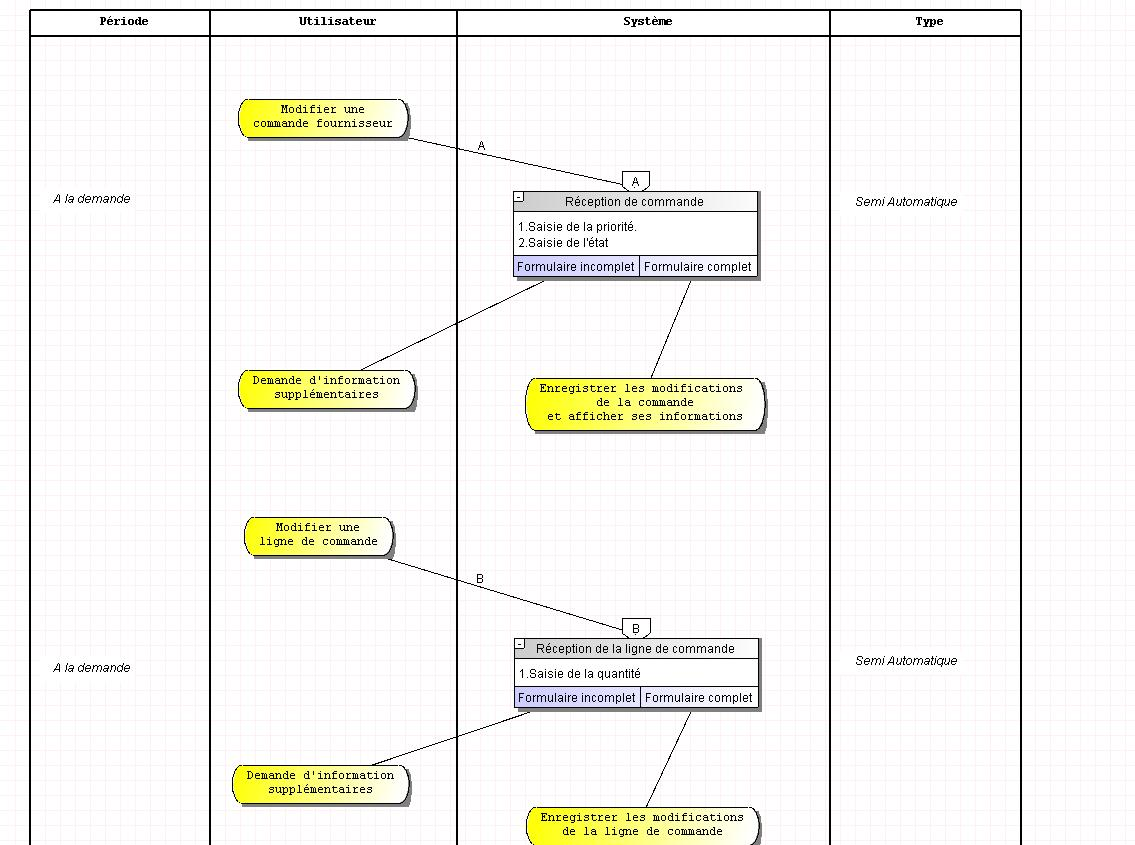 Période
Utilisateur
Système
Type
Modifier une
commande fournisseur
A
A
A la demande
Réception de commande
Semi Automatique
1.Saisie de la priorité.
2.Saisie de l'état
Formulaire incomplet
Formulaire complet
Demande d'information
supplémentaires
Enregistrer les modifications
de la commande
et afficher ses informations
Modifier une
ligne de commande
B
B
A la demande
Réception de la ligne de commande
Semi Automatique
1.Saisie de la quantité
Formulaire incomplet
Formulaire complet
Demande d'information
supplémentaires
Enregistrer les modifications
de la ligne de commande